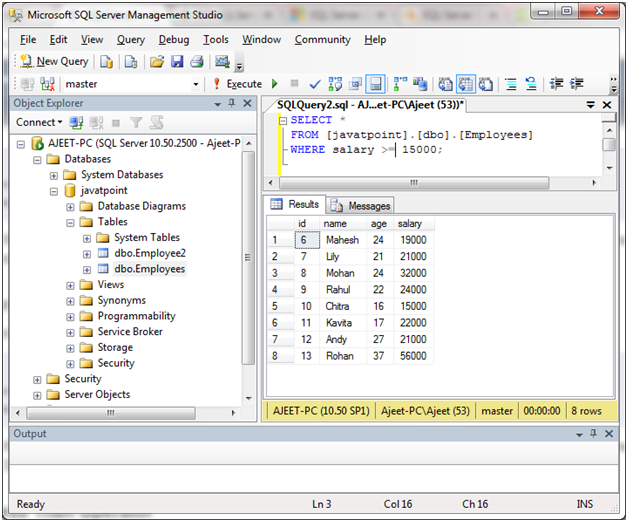 Microsoft SQL Server Management Studio
File Edit View Query Debug Tools Window Community Help
New Query
master Execute
Object Explorer
Connect
AJEET-PC (SQL Server 10.50.2500 - Ajeet-P
Databases
System Databases
javatpoint
Database Diagrams
Tables
System Tables
dbo.Employee2
dbo.Employees
Views
Synonyms
Programmability
Service Broker
Storage
Security
Security
Server Objects
SQLQuery2.sql - AJ...et-PC\Ajeet (53))*
SELECT *
FROM [javatpoint].[dbo].[Employees]
WHERE salary >= 15000;
Results Messages
id name age salary
1 6 Mahesh 24 19000
2 7 Lily 21 21000
3 8 Mohan 24 32000
4 9 Rahul 22 24000
5 10 Chitra 16 15000
6 11 Kavita 17 22000
7 12 Andy 27 21000
8 13 Rohan 37 56000
AJEET-PC (10.50 SP1) Ajeet-PC\Ajeet (53) master 00:00:00 8 rows
Output
Ready Ln 3 Col 16 Ch 16 INS